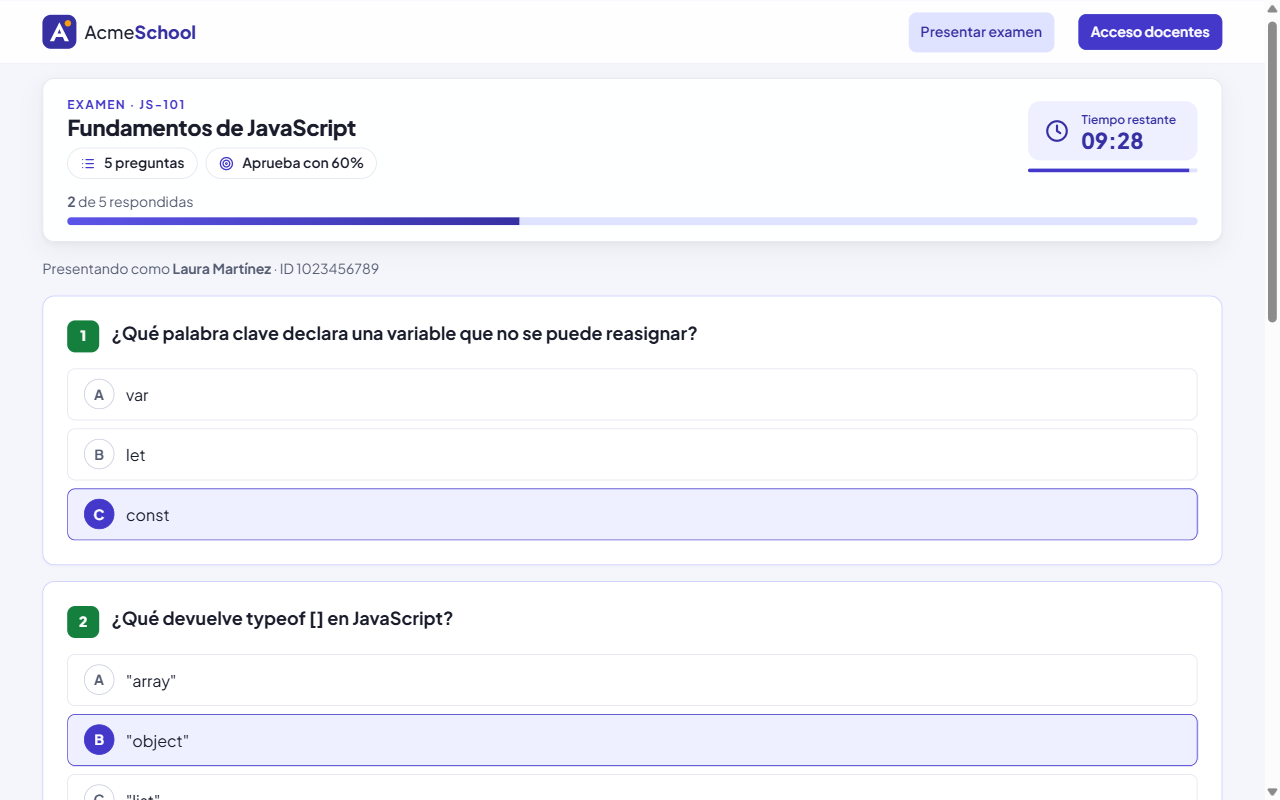 A AcmeSchool
Presentar examen
Acceso docentes
EXAMEN · JS-101
Fundamentos de JavaScript
5 preguntas
Aprueba con 60%
Tiempo restante
09:28
2 de 5 respondidas
Presentando como Laura Martínez · ID 1023456789
1 ¿Qué palabra clave declara una variable que no se puede reasignar?
A var
B let
C const
2 ¿Qué devuelve typeof [] en JavaScript?
A "array"
B "object"
C "list"